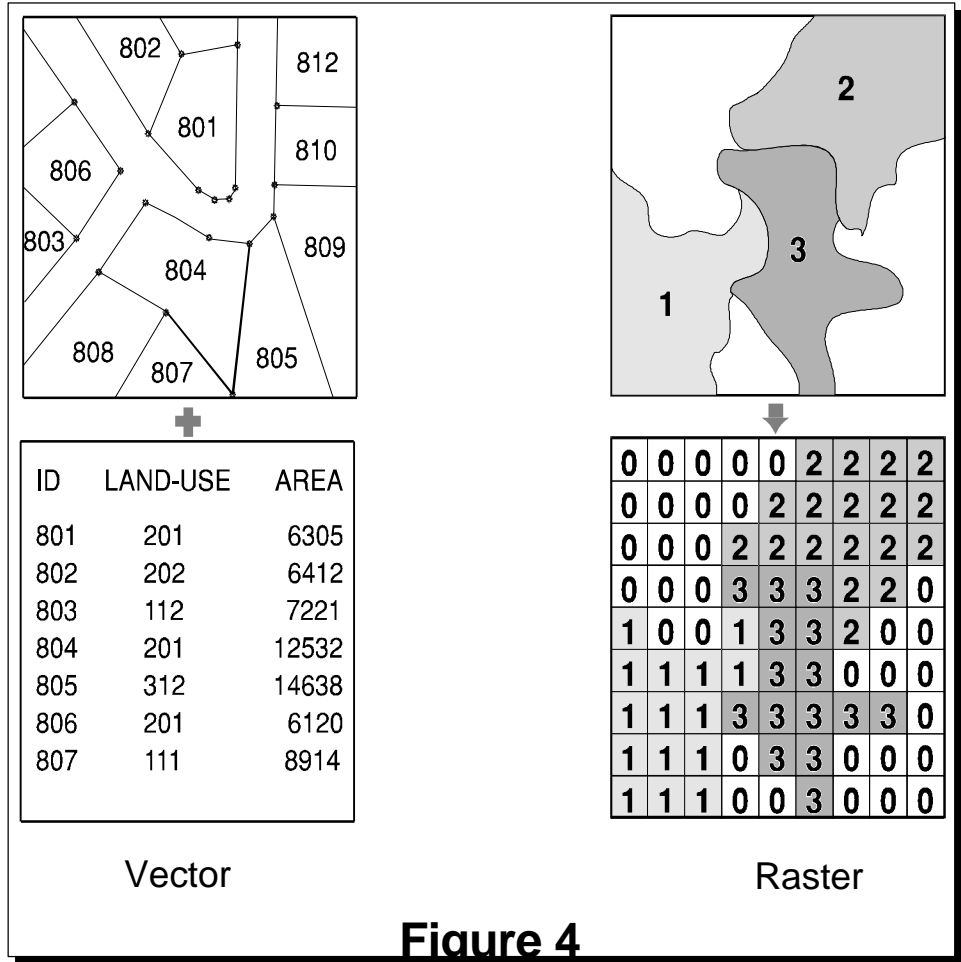 802
812
801
810
806
803
809
804
808
807
805
ID LAND-USE AREA
801 201 6305
802 202 6412
803 112 7221
804 201 12532
805 312 14638
806 201 6120
807 111 8914
Vector
2
3
1
0 0 0 0 0 2 2 2 2
0 0 0 0 2 2 2 2 2
0 0 0 2 2 2 2 2 2
0 0 0 3 3 3 2 2 0
1 0 0 1 3 3 2 0 0
1 1 1 1 3 3 0 0 0
1 1 1 3 3 3 3 3 0
1 1 1 0 3 3 0 0 0
1 1 1 0 0 3 0 0 0
Raster
Figure 4